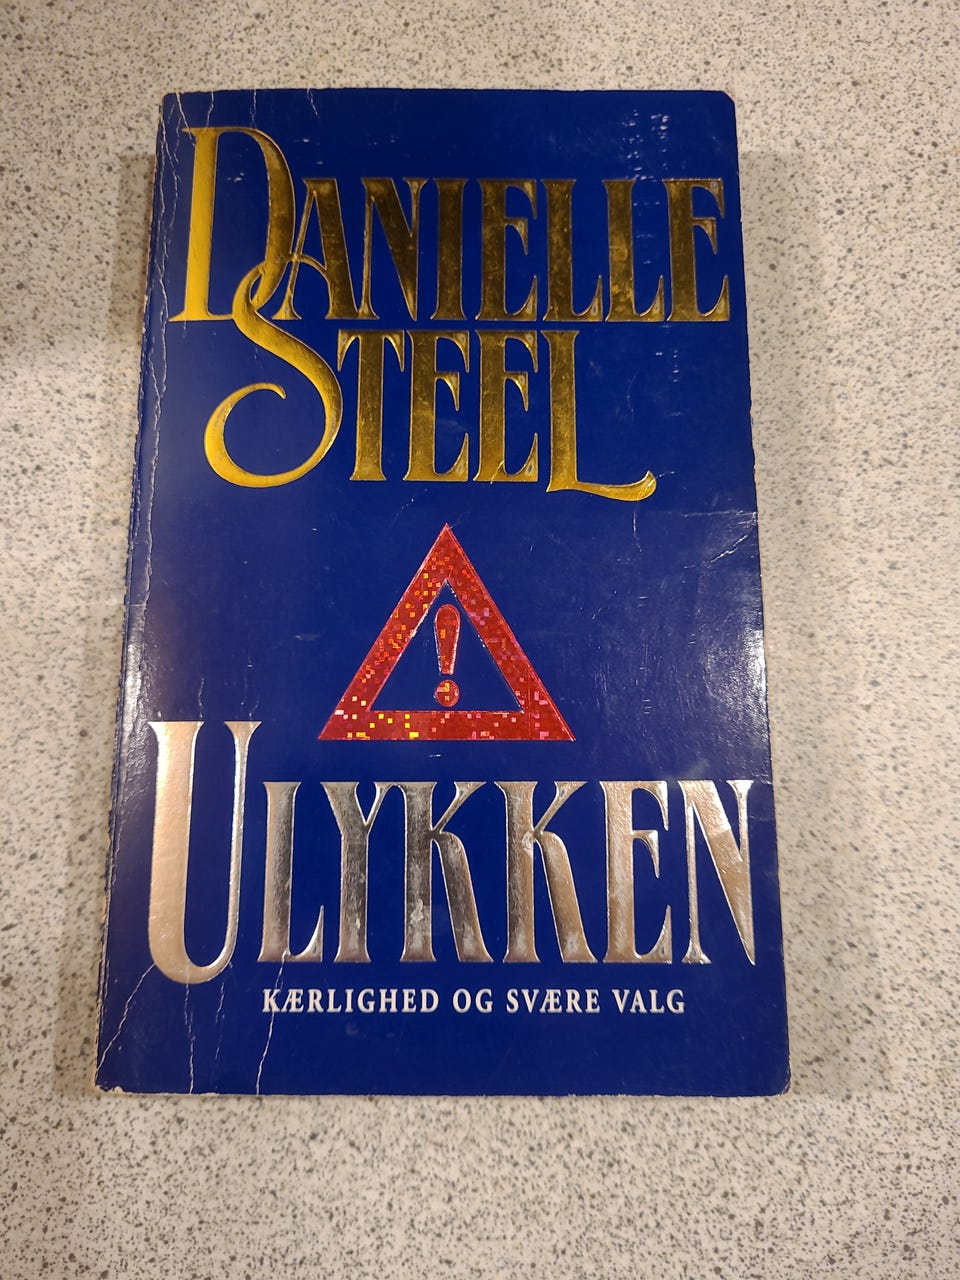 DANIELLE
STEEL
!
ULYKKEN
KÆRLIGHED OG SVÆRE VALG